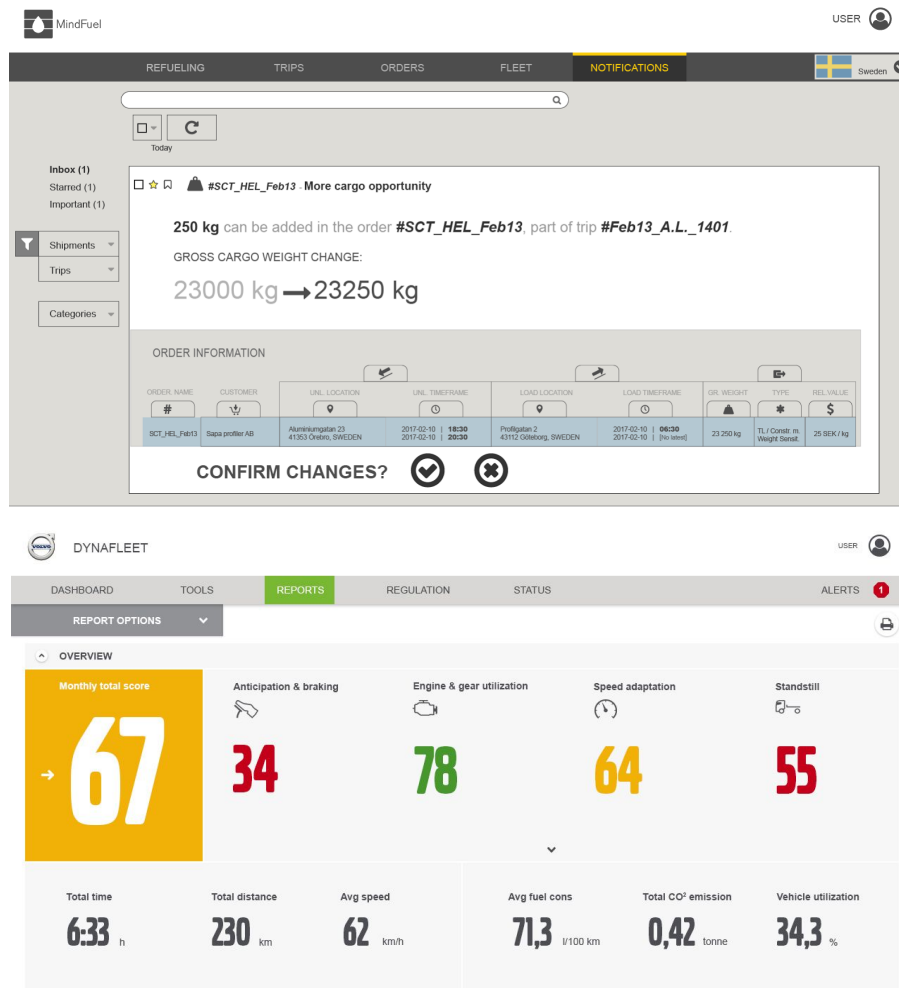 MindFuel
USER
REFUELING TRIPS ORDERS FLEET NOTIFICATIONS Sweden
Today
Inbox (1)
Starred (1)
Important (1)
Shipments
Trips
Categories
#SCT_HEL_Feb13 - More cargo opportunity
250 kg can be added in the order #SCT_HEL_Feb13, part of trip #Feb13_A.L._1401.
GROSS CARGO WEIGHT CHANGE:
23000 kg → 23250 kg
ORDER INFORMATION
ORDER. NAME CUSTOMER UNL. LOCATION UNL. TIMEFRAME LOAD LOCATION LOAD TIMEFRAME GR. WEIGHT TYPE REL.VALUE
# $
SCT_HEL_Feb13 Sapa profiler AB Aluminiumgatan 23 2017-02-10 | 18:30 Profilgatan 2 2017-02-10 | 06:30 23 250 kg TL / Constr. m. 25 SEK / kg
41353 Örebro, SWEDEN 2017-02-10 | 20:30 43112 Göteborg, SWEDEN 2017-02-10 | [No latest] Weight Sensit.
CONFIRM CHANGES?
VOLVO
DYNAFLEET
USER
DASHBOARD TOOLS REPORTS REGULATION STATUS ALERTS 1
REPORT OPTIONS
OVERVIEW
Monthly total score Anticipation & braking Engine & gear utilization Speed adaptation Standstill
67 34 78 64 55
Total time Total distance Avg speed Avg fuel cons Total CO² emission Vehicle utilization
6:33 h 230 km 62 km/h 71,3 l/100 km 0,42 tonne 34,3 %